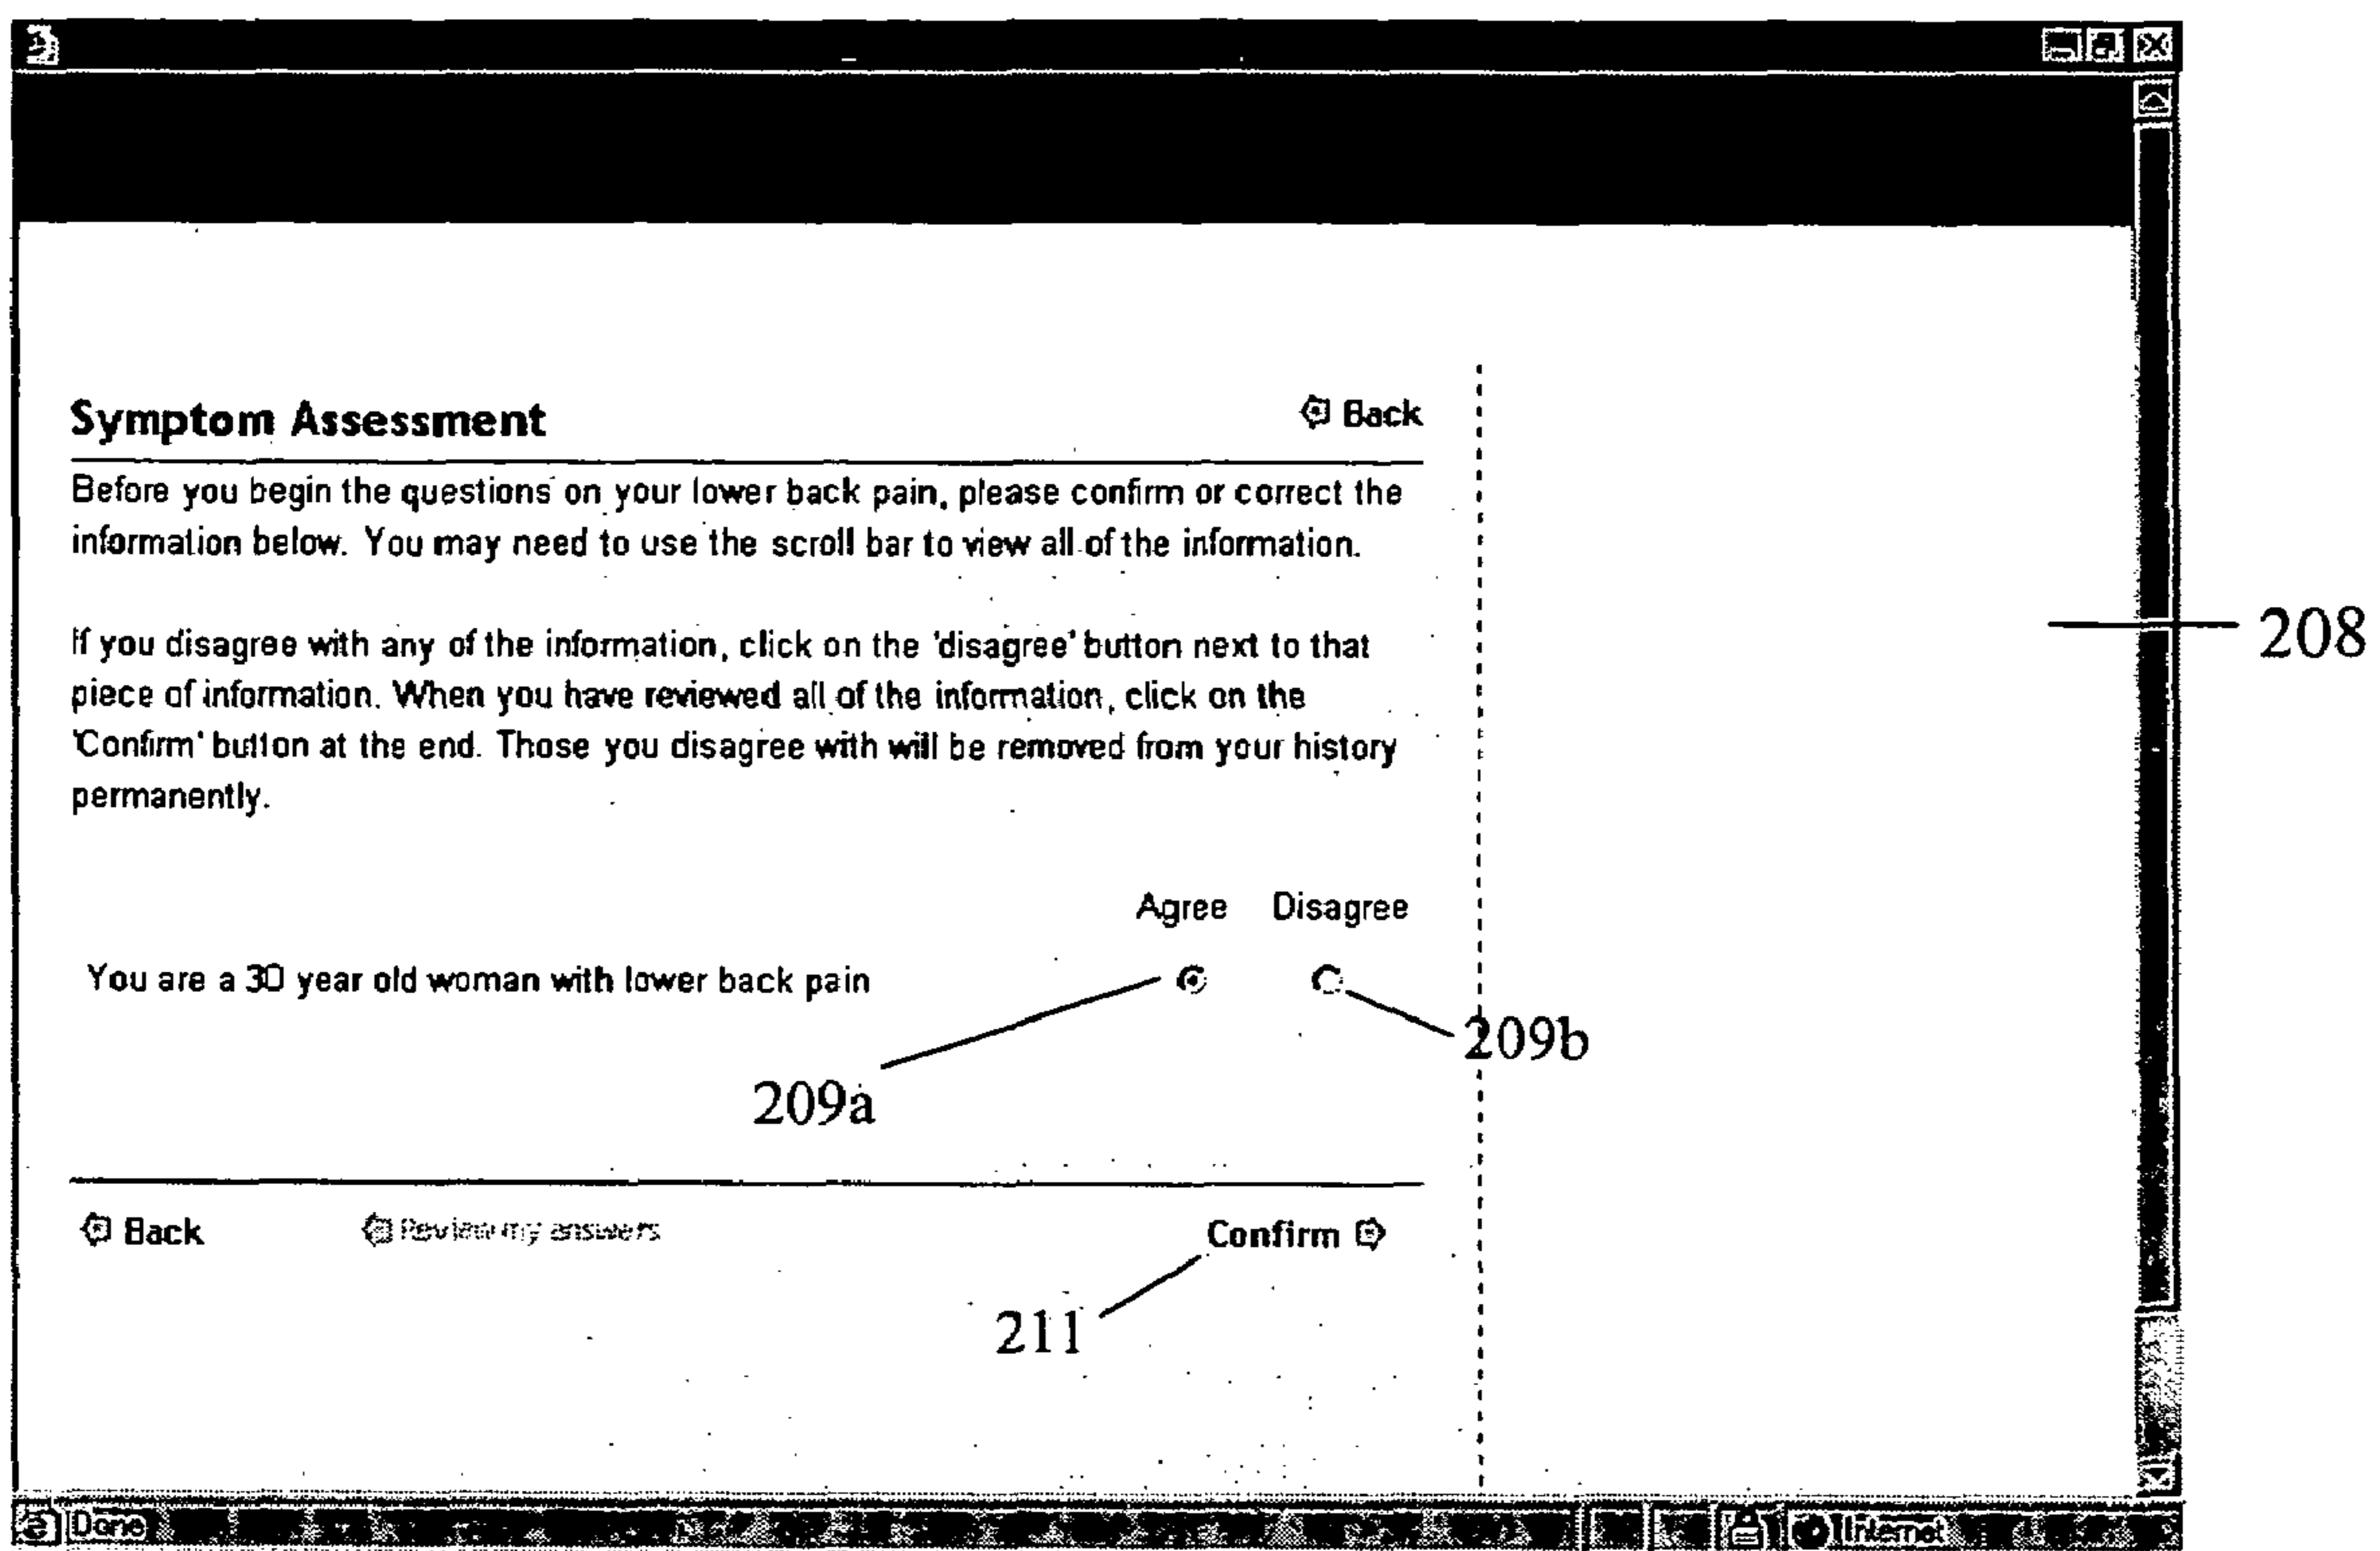 Symptom Assessment
Back
Before you begin the questions on your lower back pain, please confirm or correct the
information below. You may need to use the scroll bar to view all of the information.
208
If you disagree with any of the information, click on the 'disagree' button next to that
piece of information. When you have reviewed all of the information, click on the
'Confirm' button at the end. Those you disagree with will be removed from your history
permanently.
Agree Disagree
You are a 30 year old woman with lower back pain
209b
209a
Back Review my answers Confirm
211
Done Internet